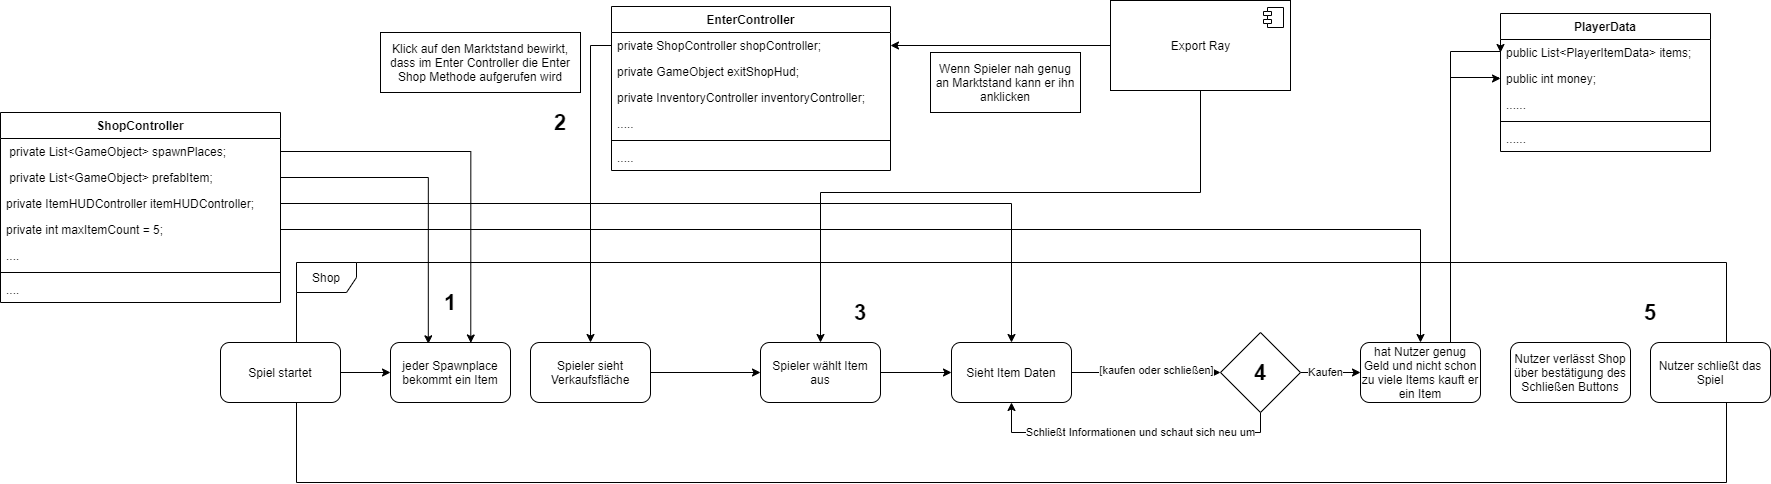 EnterController
private ShopController shopController;
private GameObject exitShopHud;
private InventoryController inventoryController;
.....
.....
Klick auf den Marktstand bewirkt,
dass im Enter Controller die Enter
Shop Methode aufgerufen wird
2
Export Ray
Wenn Spieler nah genug
an Marktstand kann er ihn
anklicken
PlayerData
public List<PlayerItemData> items;
public int money;
......
......
ShopController
private List<GameObject> spawnPlaces;
private List<GameObject> prefabItem;
private ItemHUDController itemHUDController;
private int maxItemCount = 5;
....
....
Shop
1
3
5
Spiel startet
jeder Spawnplace
bekommt ein Item
Spieler sieht
Verkaufsfläche
Spieler wählt Item
aus
Sieht Item Daten
[kaufen oder schließen]
4
Kaufen
hat Nutzer genug
Geld und nicht schon
zu viele Items kauft er
ein Item
Nutzer verlässt Shop
über bestätigung des
Schließen Buttons
Nutzer schließt das
Spiel
Schließt Informationen und schaut sich neu um